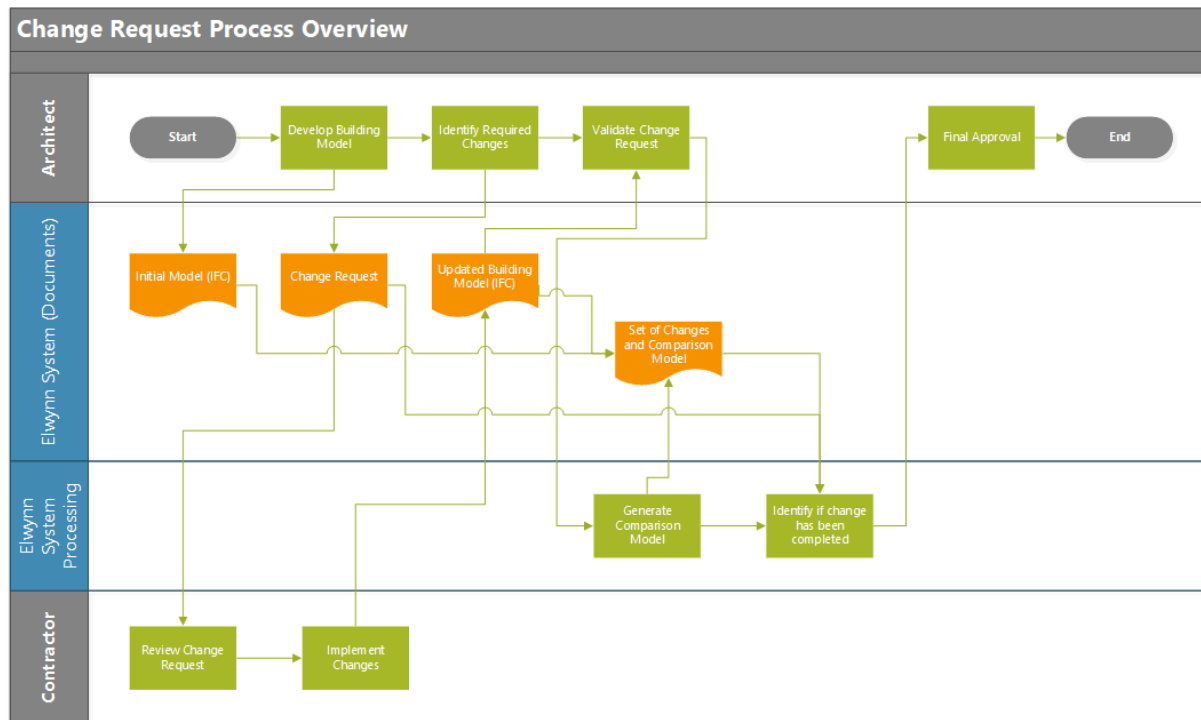 Change Request Process Overview
Architect
Start
Develop Building
Model
Identify Required
Changes
Validate Change
Request
Final Approval
End
Elwynn System (Documents)
Initial Model (IFC)
Change Request
Updated Building
Model (IFC)
Set of Changes
and Comparison
Model
Elwynn
System
Processing
Generate
Comparison
Model
Identify if change
has been
completed
Contractor
Review Change
Request
Implement
Changes